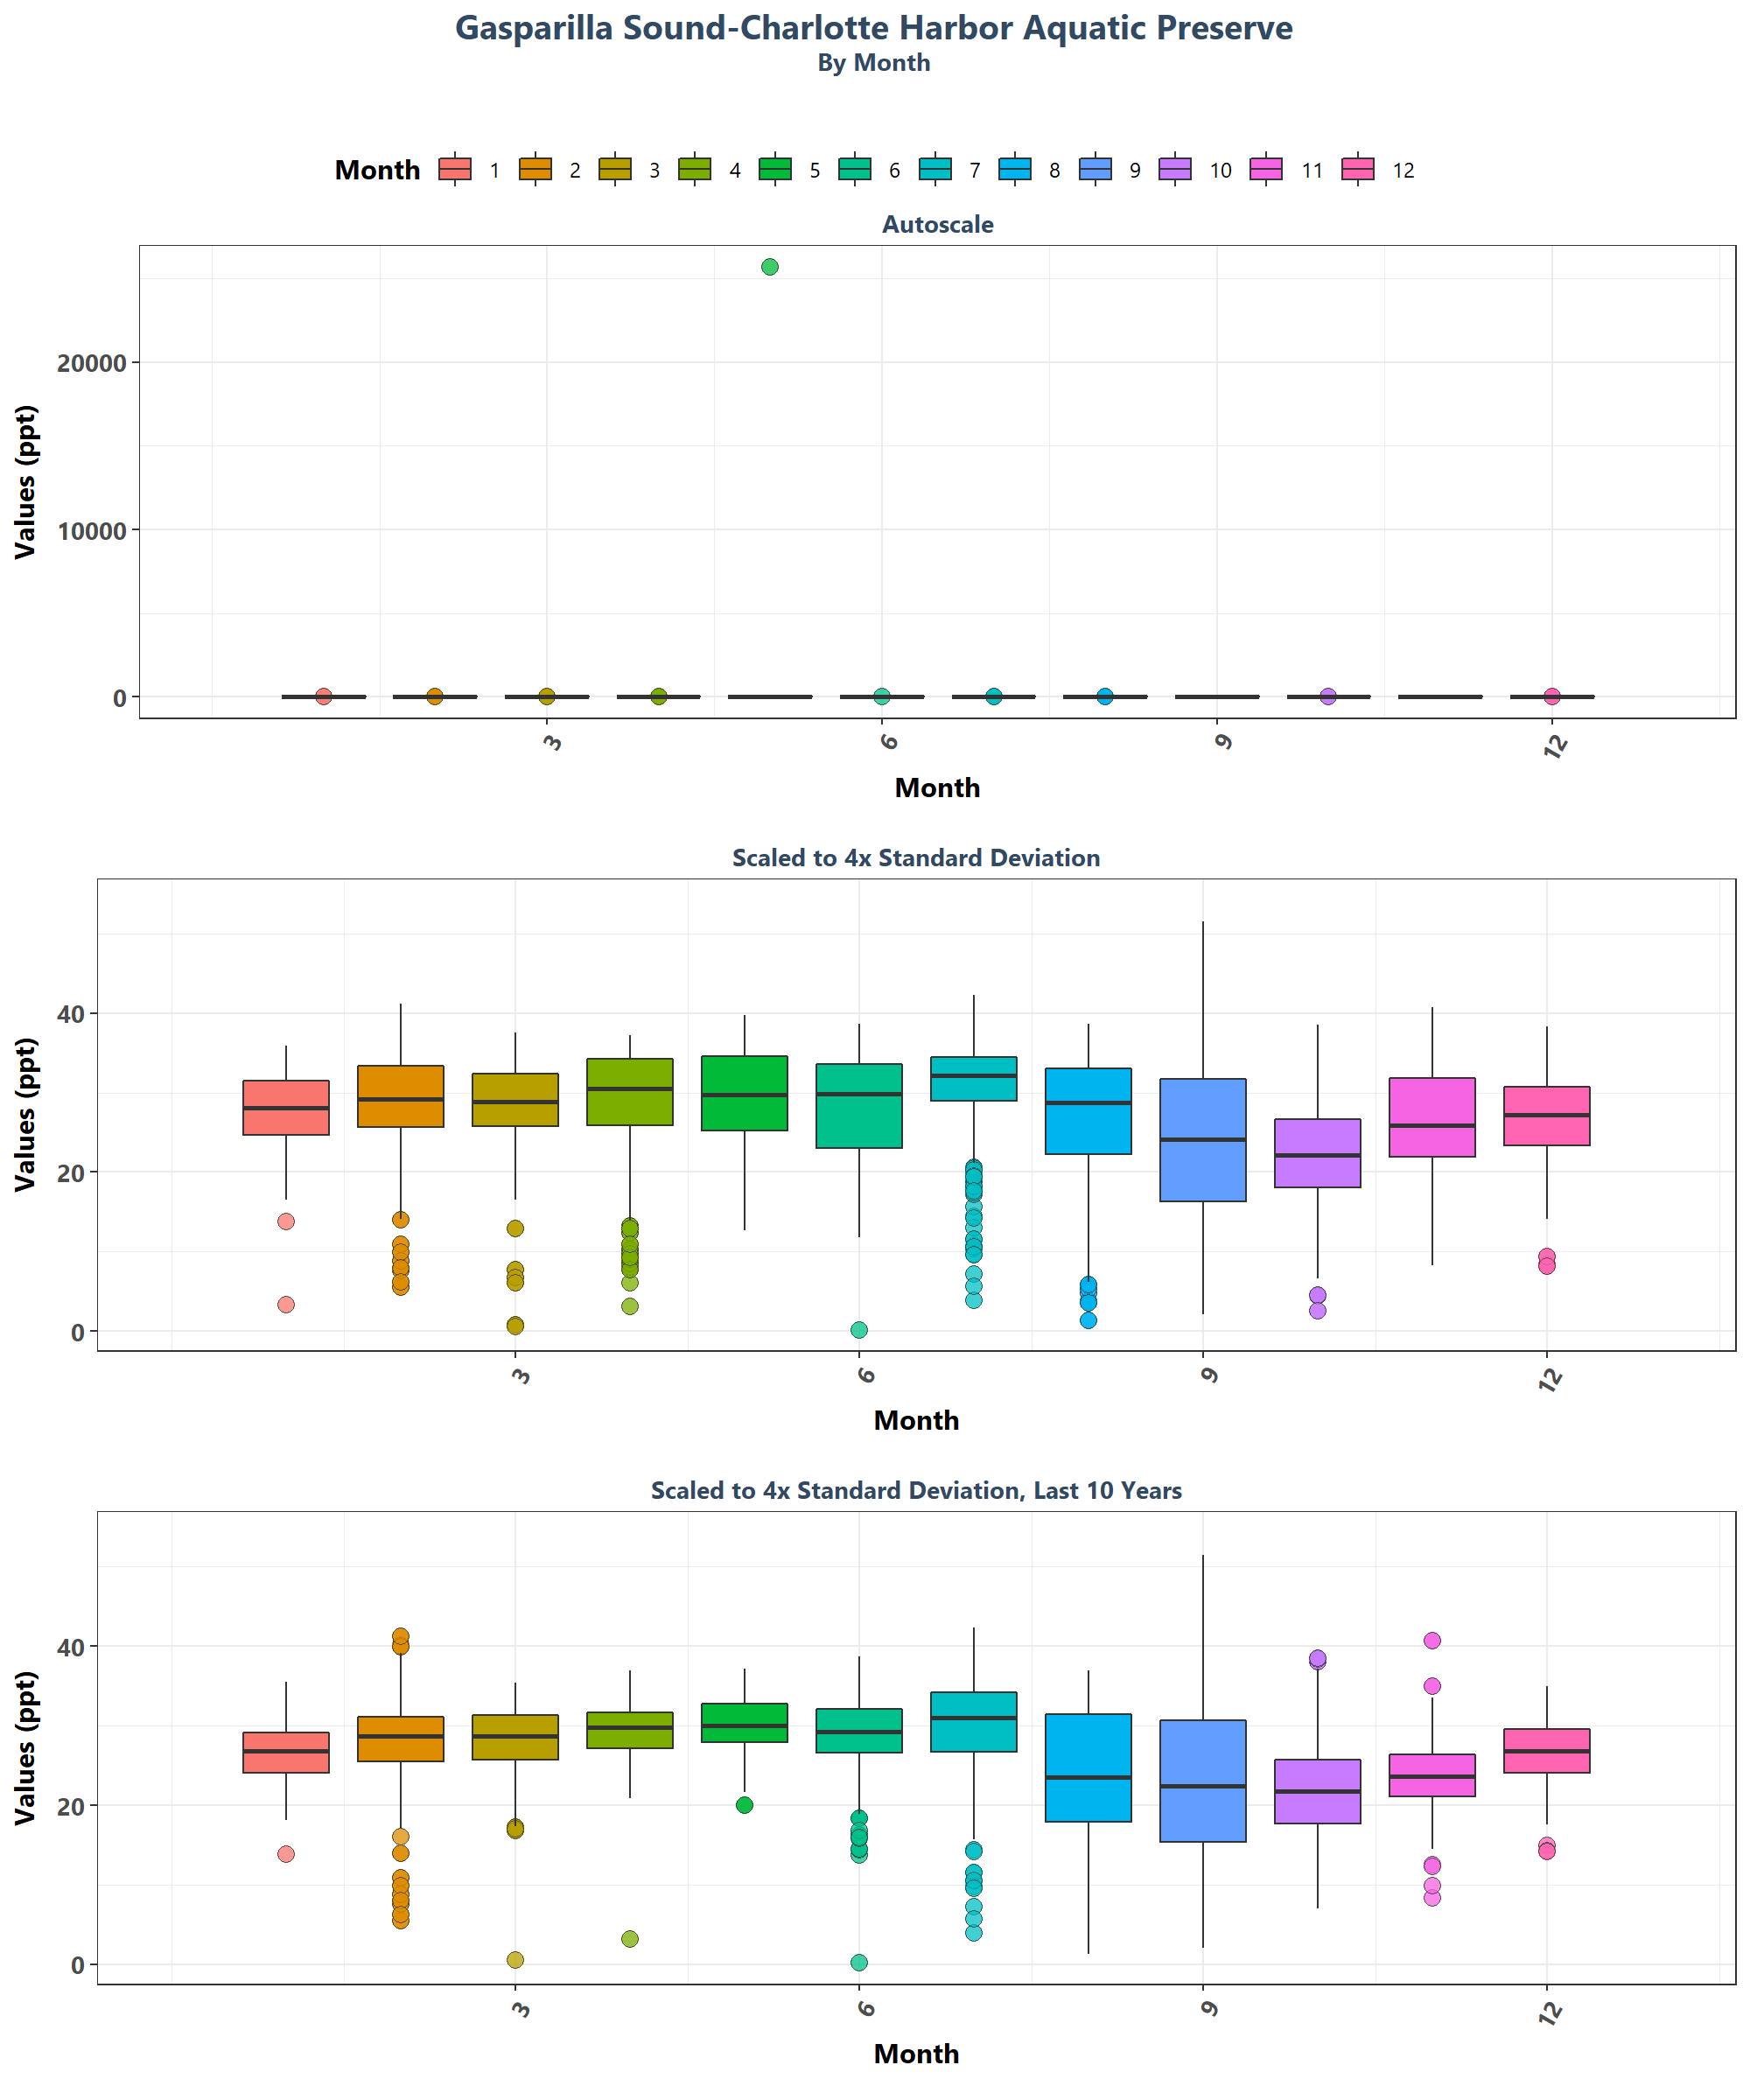 Gasparilla Sound-Charlotte Harbor Aquatic Preserve
By Month
Month 1 2 3 4 5 6 7 8 9 10 11 12
Autoscale
Values (ppt)
20000
10000
0
3 6 9 12
Month
Scaled to 4x Standard Deviation
Values (ppt)
40
20
0
3 6 9 12
Month
Scaled to 4x Standard Deviation, Last 10 Years
Values (ppt)
40
20
0
3 6 9 12
Month